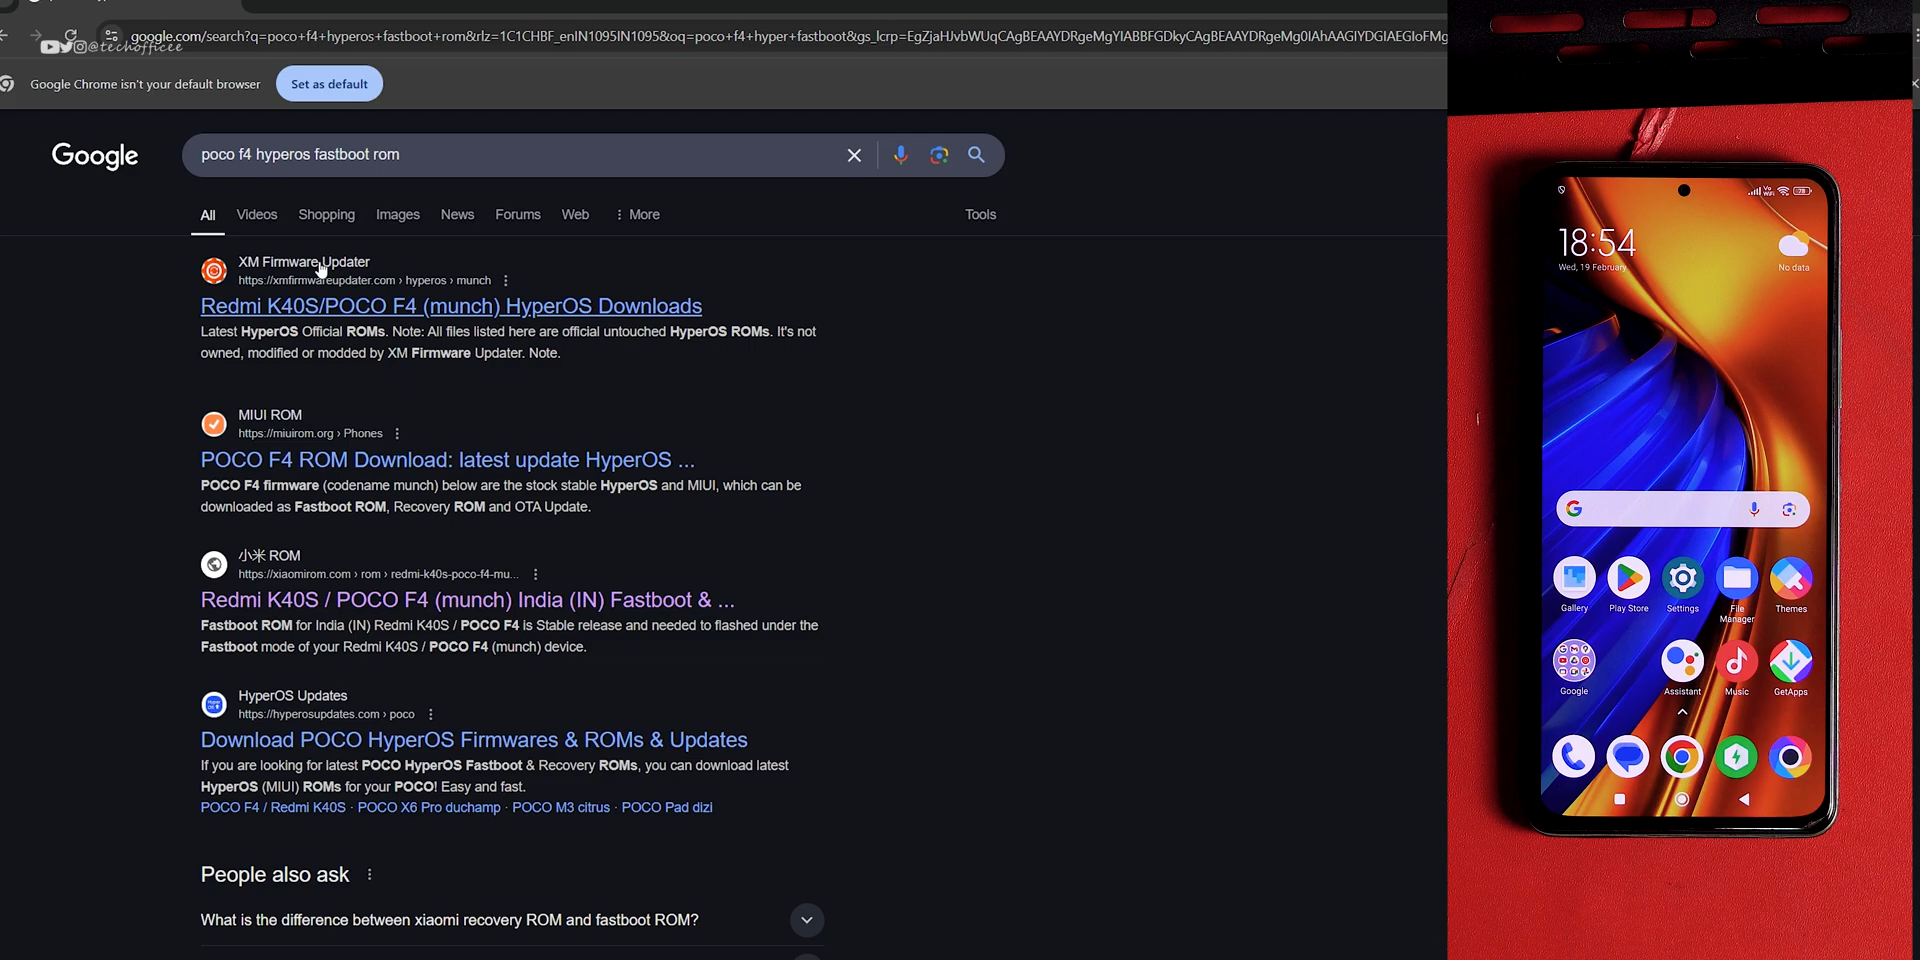 google.com/search?q=poco+f4+hyperos+fastboot+rom&rlz=1C1CHBF_enIN1095IN1095&oq=poco+f4+hyper+fastboot&gs_lcrp=
@techofficee
Google Chrome isn't your default browser
Set as default
Google
poco f4 hyperos fastboot rom
All
Videos
Shopping
Images
News
Forums
Web
More
Tools
XM Firmware Updater
https://xmfirmwareupdater.com › hyperos › munch
Redmi K40S/POCO F4 (munch) HyperOS Downloads
Latest HyperOS Official ROMs. Note: All files listed here are official untouched HyperOS ROMs. It's not
owned, modified or modded by XM Firmware Updater. Note.
MIUI ROM
https://miuirom.org › Phones
POCO F4 ROM Download: latest update HyperOS ...
POCO F4 firmware (codename munch) below are the stock stable HyperOS and MIUI, which can be
downloaded as Fastboot ROM, Recovery ROM and OTA Update.
小米 ROM
https://xiaomirom.com › rom › redmi-k40s-poco-f4-mu...
Redmi K40S / POCO F4 (munch) India (IN) Fastboot & ...
Fastboot ROM for India (IN) Redmi K40S / POCO F4 is Stable release and needed to flashed under the
Fastboot mode of your Redmi K40S / POCO F4 (munch) device.
HyperOS Updates
https://hyperosupdates.com › poco
Download POCO HyperOS Firmwares & ROMs & Updates
If you are looking for latest POCO HyperOS Fastboot & Recovery ROMs, you can download latest
HyperOS (MIUI) ROMs for your POCO! Easy and fast.
POCO F4 / Redmi K40S · POCO X6 Pro duchamp · POCO M3 citrus · POCO Pad dizi
People also ask
What is the difference between xiaomi recovery ROM and fastboot ROM?
18:54
Wed, 19 February
No data
Gallery
Play Store
Settings
File
Manager
Themes
Google
Assistant
Music
GetApps